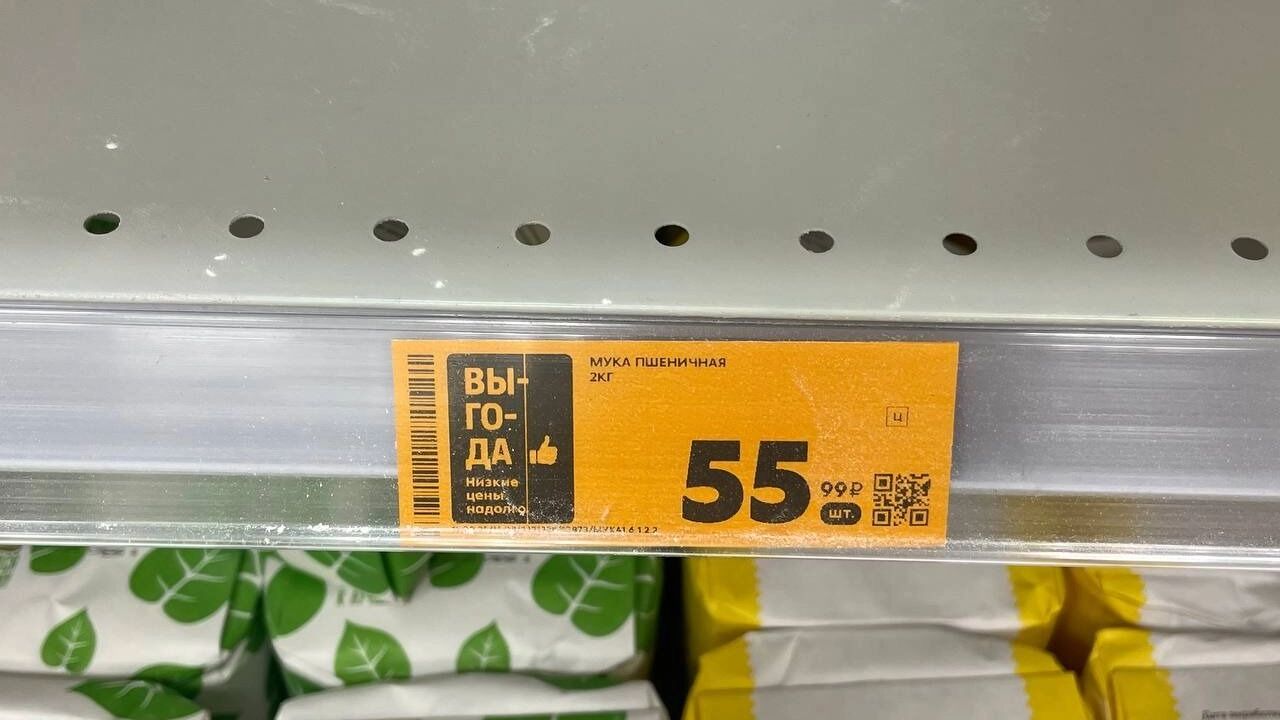 ВЫ-
ГО-
ДА
Низкие
цены
надолго
МУКА ПШЕНИЧНАЯ
2КГ
Ц
55 99₽
шт.